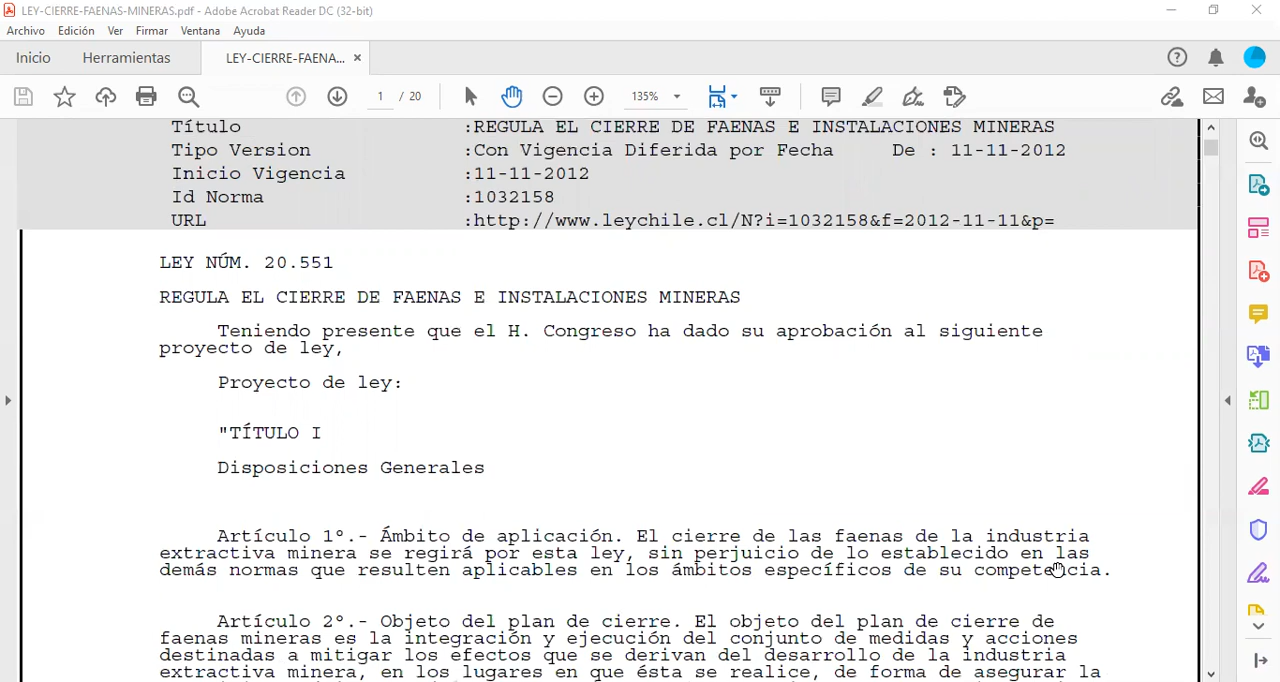 LEY-CIERRE-FAENAS-MINERAS.pdf - Adobe Acrobat Reader DC (32-bit)
Archivo Edición Ver Firmar Ventana Ayuda
Inicio Herramientas LEY-CIERRE-FAENA... ×
1 / 20 135%
Título :REGULA EL CIERRE DE FAENAS E INSTALACIONES MINERAS
Tipo Version :Con Vigencia Diferida por Fecha De : 11-11-2012
Inicio Vigencia :11-11-2012
Id Norma :1032158
URL :http://www.leychile.cl/N?i=1032158&f=2012-11-11&p=
LEY NÚM. 20.551
REGULA EL CIERRE DE FAENAS E INSTALACIONES MINERAS
Teniendo presente que el H. Congreso ha dado su aprobación al siguiente
proyecto de ley,
Proyecto de ley:
"TÍTULO I
Disposiciones Generales
Artículo 1º.- Ámbito de aplicación. El cierre de las faenas de la industria
extractiva minera se regirá por esta ley, sin perjuicio de lo establecido en las
demás normas que resulten aplicables en los ámbitos específicos de su competencia.
Artículo 2º.- Objeto del plan de cierre. El objeto del plan de cierre de
faenas mineras es la integración y ejecución del conjunto de medidas y acciones
destinadas a mitigar los efectos que se derivan del desarrollo de la industria
extractiva minera, en los lugares en que ésta se realice, de forma de asegurar la